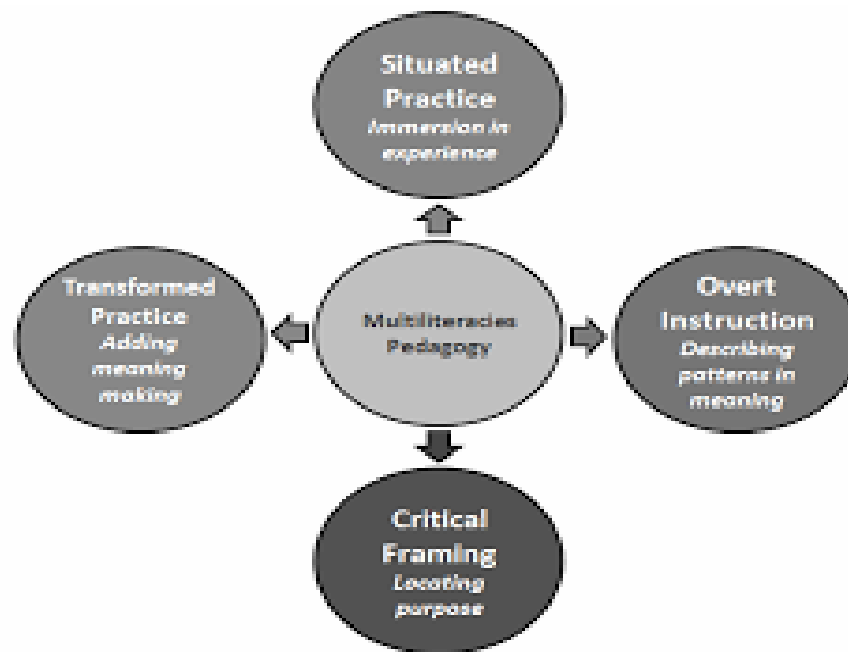 Situated
Practice
Immersion in
experience
Transformed
Practice
Adding
meaning
making
Multiliteracies
Pedagogy
Overt
Instruction
Describing
patterns in
meaning
Critical
Framing
Locating
purpose